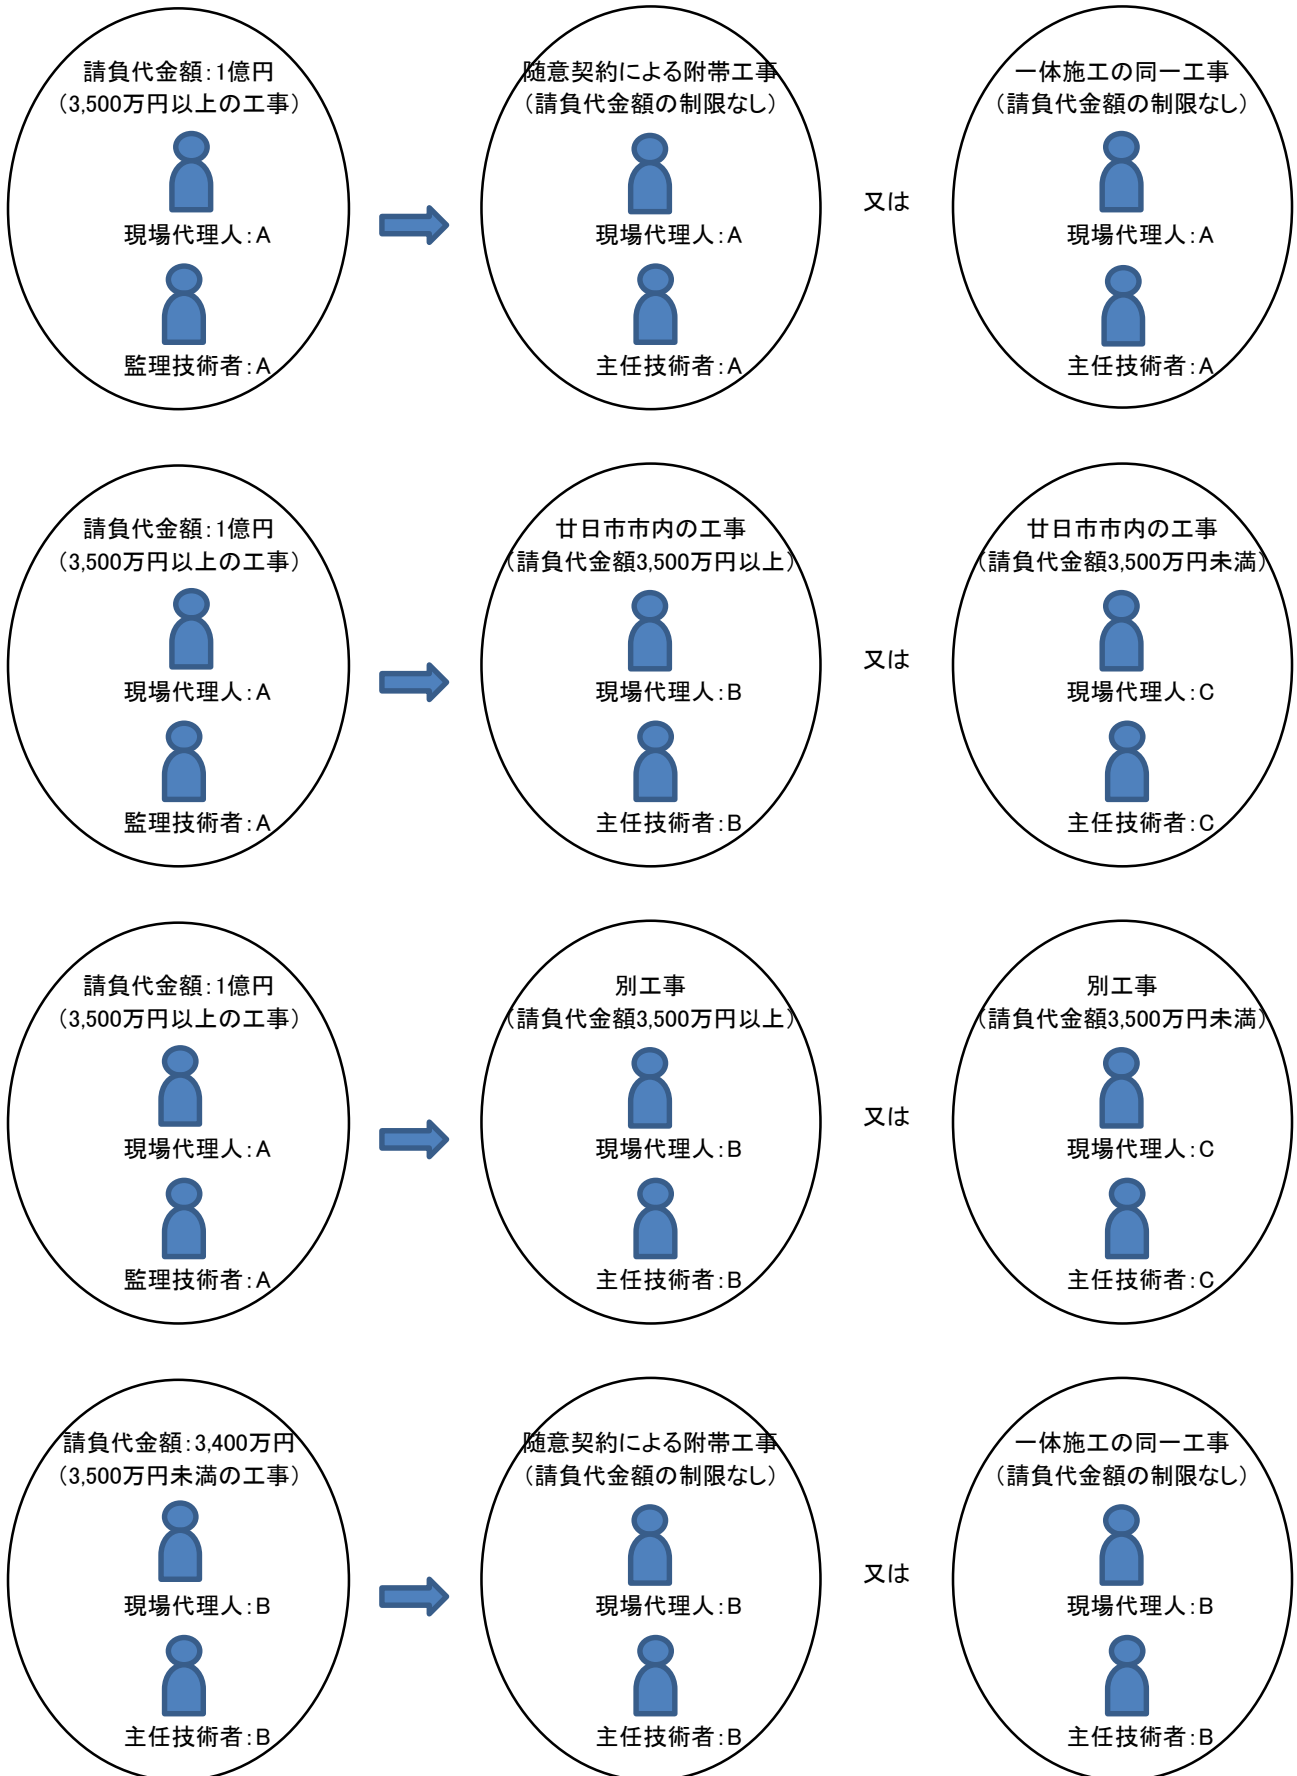 請負代金額：1億円
（3,500万円以上の工事）
現場代理人：A
監理技術者：A
随意契約による附帯工事
（請負代金額の制限なし）
現場代理人：A
主任技術者：A
又は
一体施工の同一工事
（請負代金額の制限なし）
現場代理人：A
主任技術者：A
請負代金額：1億円
（3,500万円以上の工事）
現場代理人：A
監理技術者：A
廿日市市内の工事
（請負代金額3,500万円以上）
現場代理人：B
主任技術者：B
又は
廿日市市内の工事
（請負代金額3,500万円未満）
現場代理人：C
主任技術者：C
請負代金額：1億円
（3,500万円以上の工事）
現場代理人：A
監理技術者：A
別工事
（請負代金額3,500万円以上）
現場代理人：B
主任技術者：B
又は
別工事
（請負代金額3,500万円未満）
現場代理人：C
主任技術者：C
請負代金額：3,400万円
（3,500万円未満の工事）
現場代理人：B
主任技術者：B
随意契約による附帯工事
（請負代金額の制限なし）
現場代理人：B
主任技術者：B
又は
一体施工の同一工事
（請負代金額の制限なし）
現場代理人：B
主任技術者：B